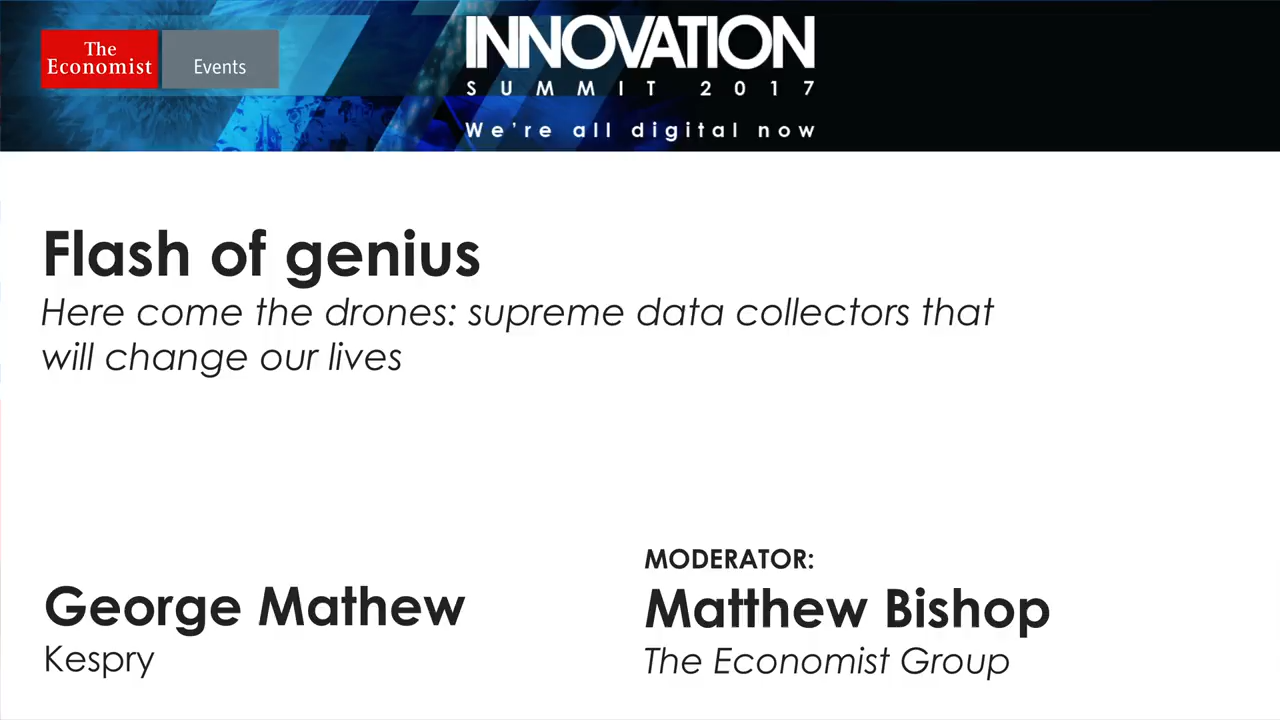 The
Economist
Events
INNOVATION
SUMMIT 2017
We're all digital now
Flash of genius
Here come the drones: supreme data collectors that
will change our lives
George Mathew
Kespry
MODERATOR:
Matthew Bishop
The Economist Group